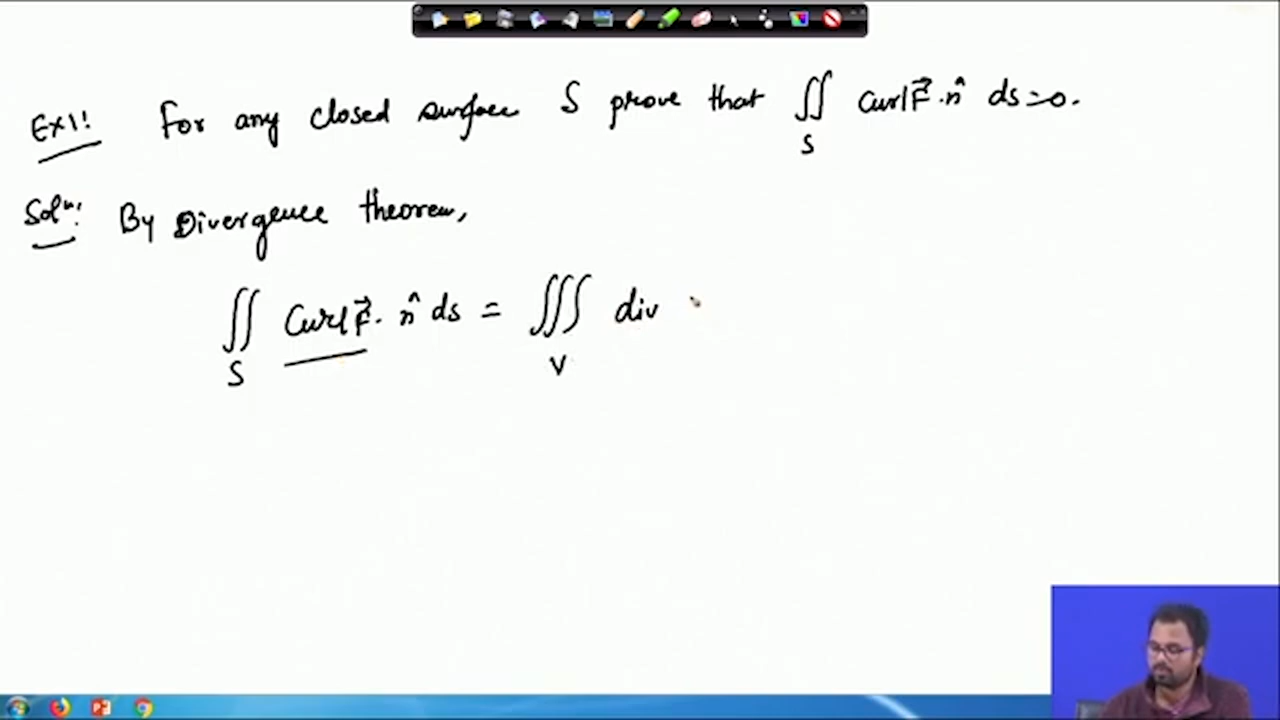 Ex1: For any closed surface S prove that ∬_S Curl F⃗ · n̂ ds = 0.
Solⁿ: By Divergence theorem,
∬_S Curl F⃗ · n̂ ds = ∭_V div